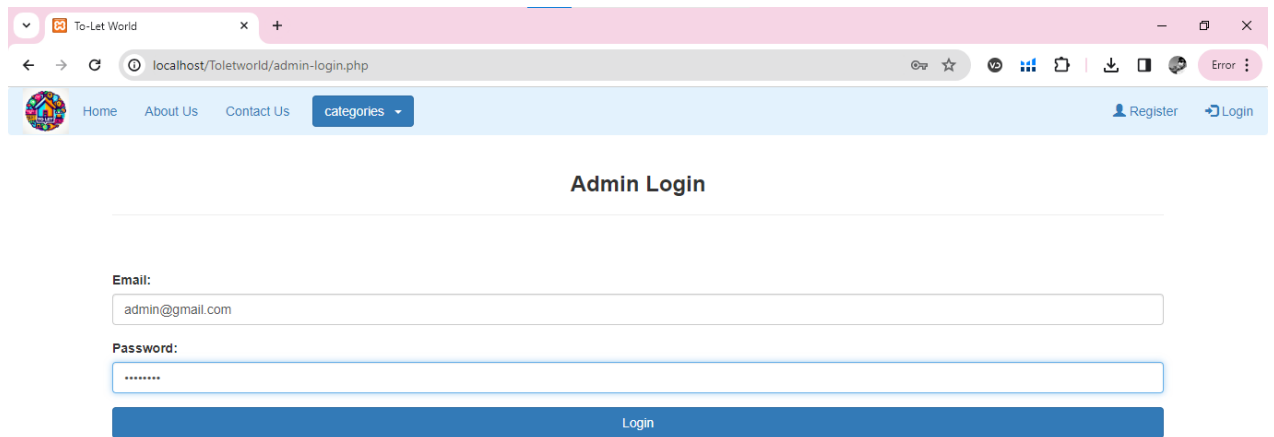 To-Let World
localhost/Toletworld/admin-login.php
Error
Home About Us Contact Us categories Register Login
Admin Login
Email:
admin@gmail.com
Password:
••••••••
Login